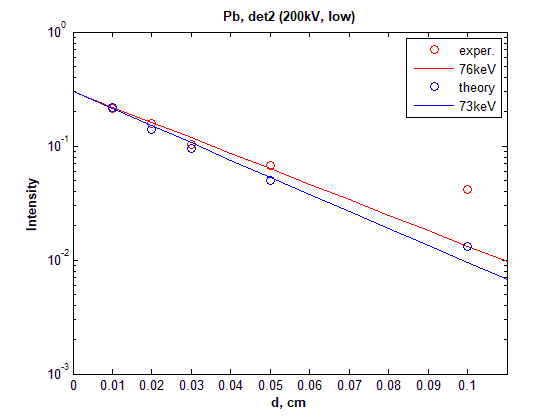 Pb, det2 (200kV, low)
10^0
10^-1
10^-2
10^-3
Intensity
exper.
76keV
theory
73keV
0 0.01 0.02 0.03 0.04 0.05 0.06 0.07 0.08 0.09 0.1
d, cm